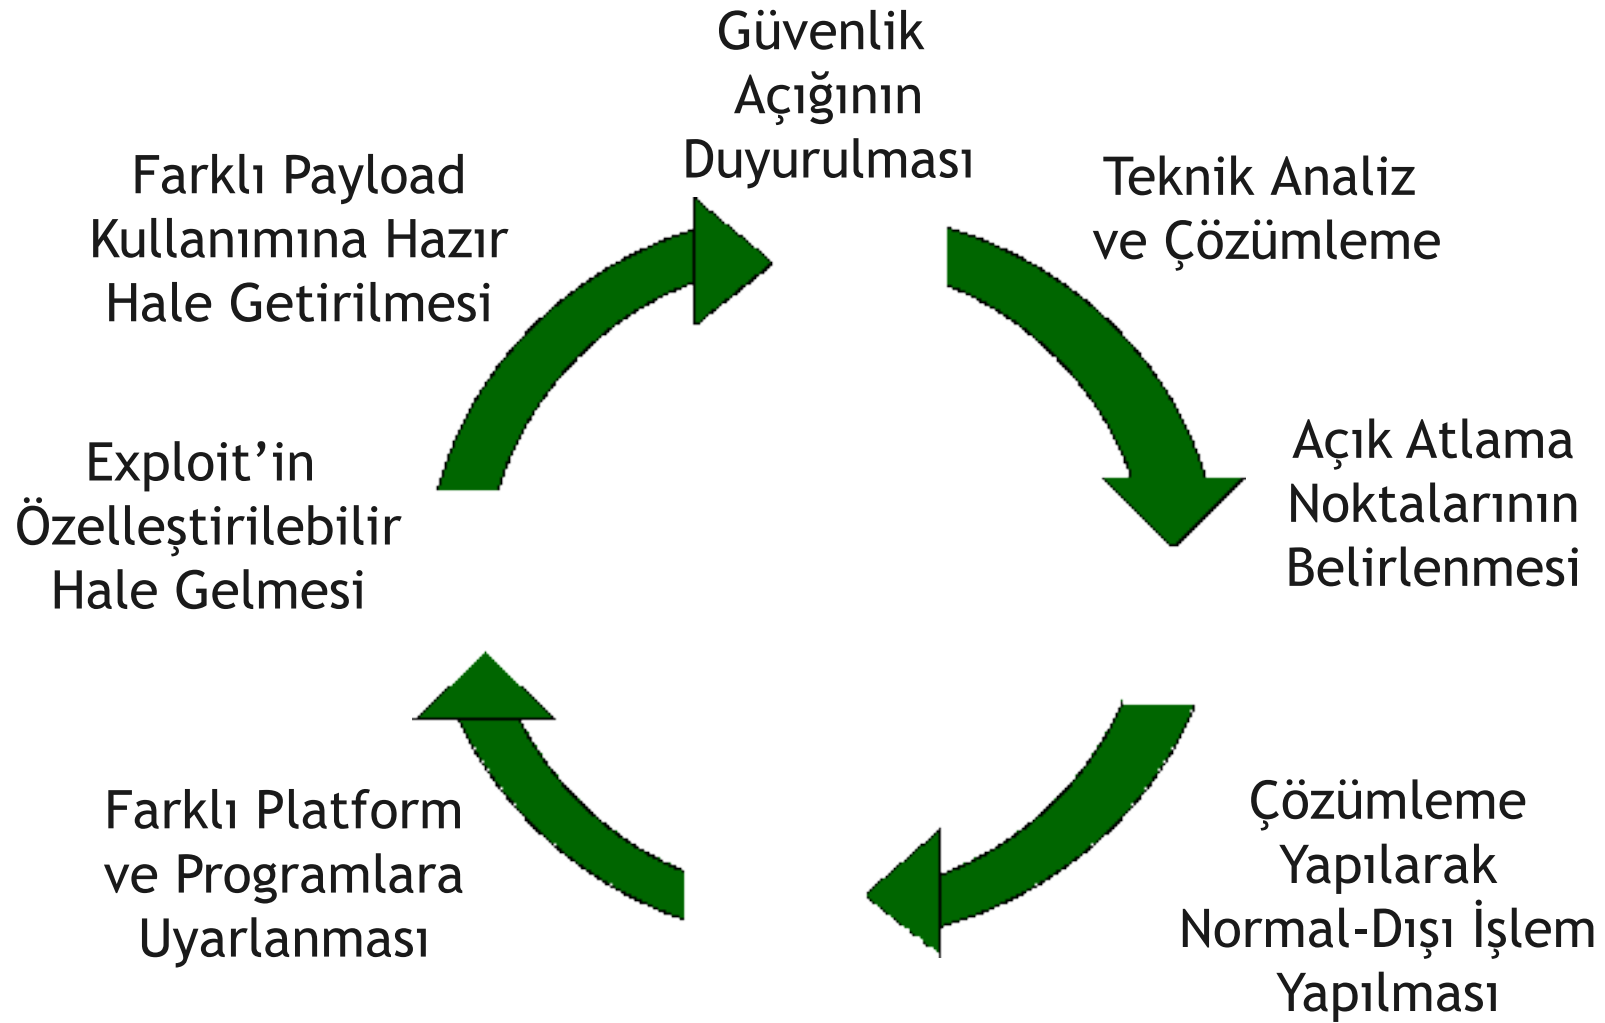 Güvenlik
Açığının
Duyurulması
Teknik Analiz
ve Çözümleme
Açık Atlama
Noktalarının
Belirlenmesi
Çözümleme
Yapılarak
Normal-Dışı İşlem
Yapılması
Farklı Platform
ve Programlara
Uyarlanması
Exploit’in
Özelleştirilebilir
Hale Gelmesi
Farklı Payload
Kullanımına Hazır
Hale Getirilmesi